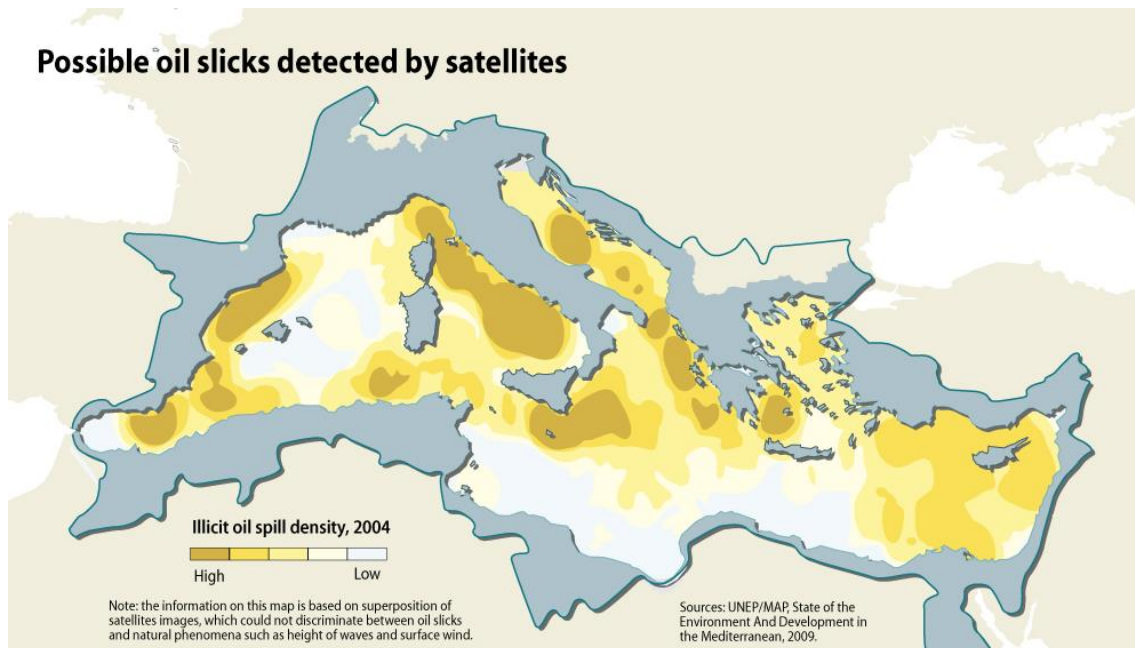 Possible oil slicks detected by satellites
Illicit oil spill density, 2004
High
Low
Note: the information on this map is based on superposition of
satellites images, which could not discriminate between oil slicks
and natural phenomena such as height of waves and surface wind.
Sources: UNEP/MAP, State of the
Environment And Development in
the Mediterranean, 2009.